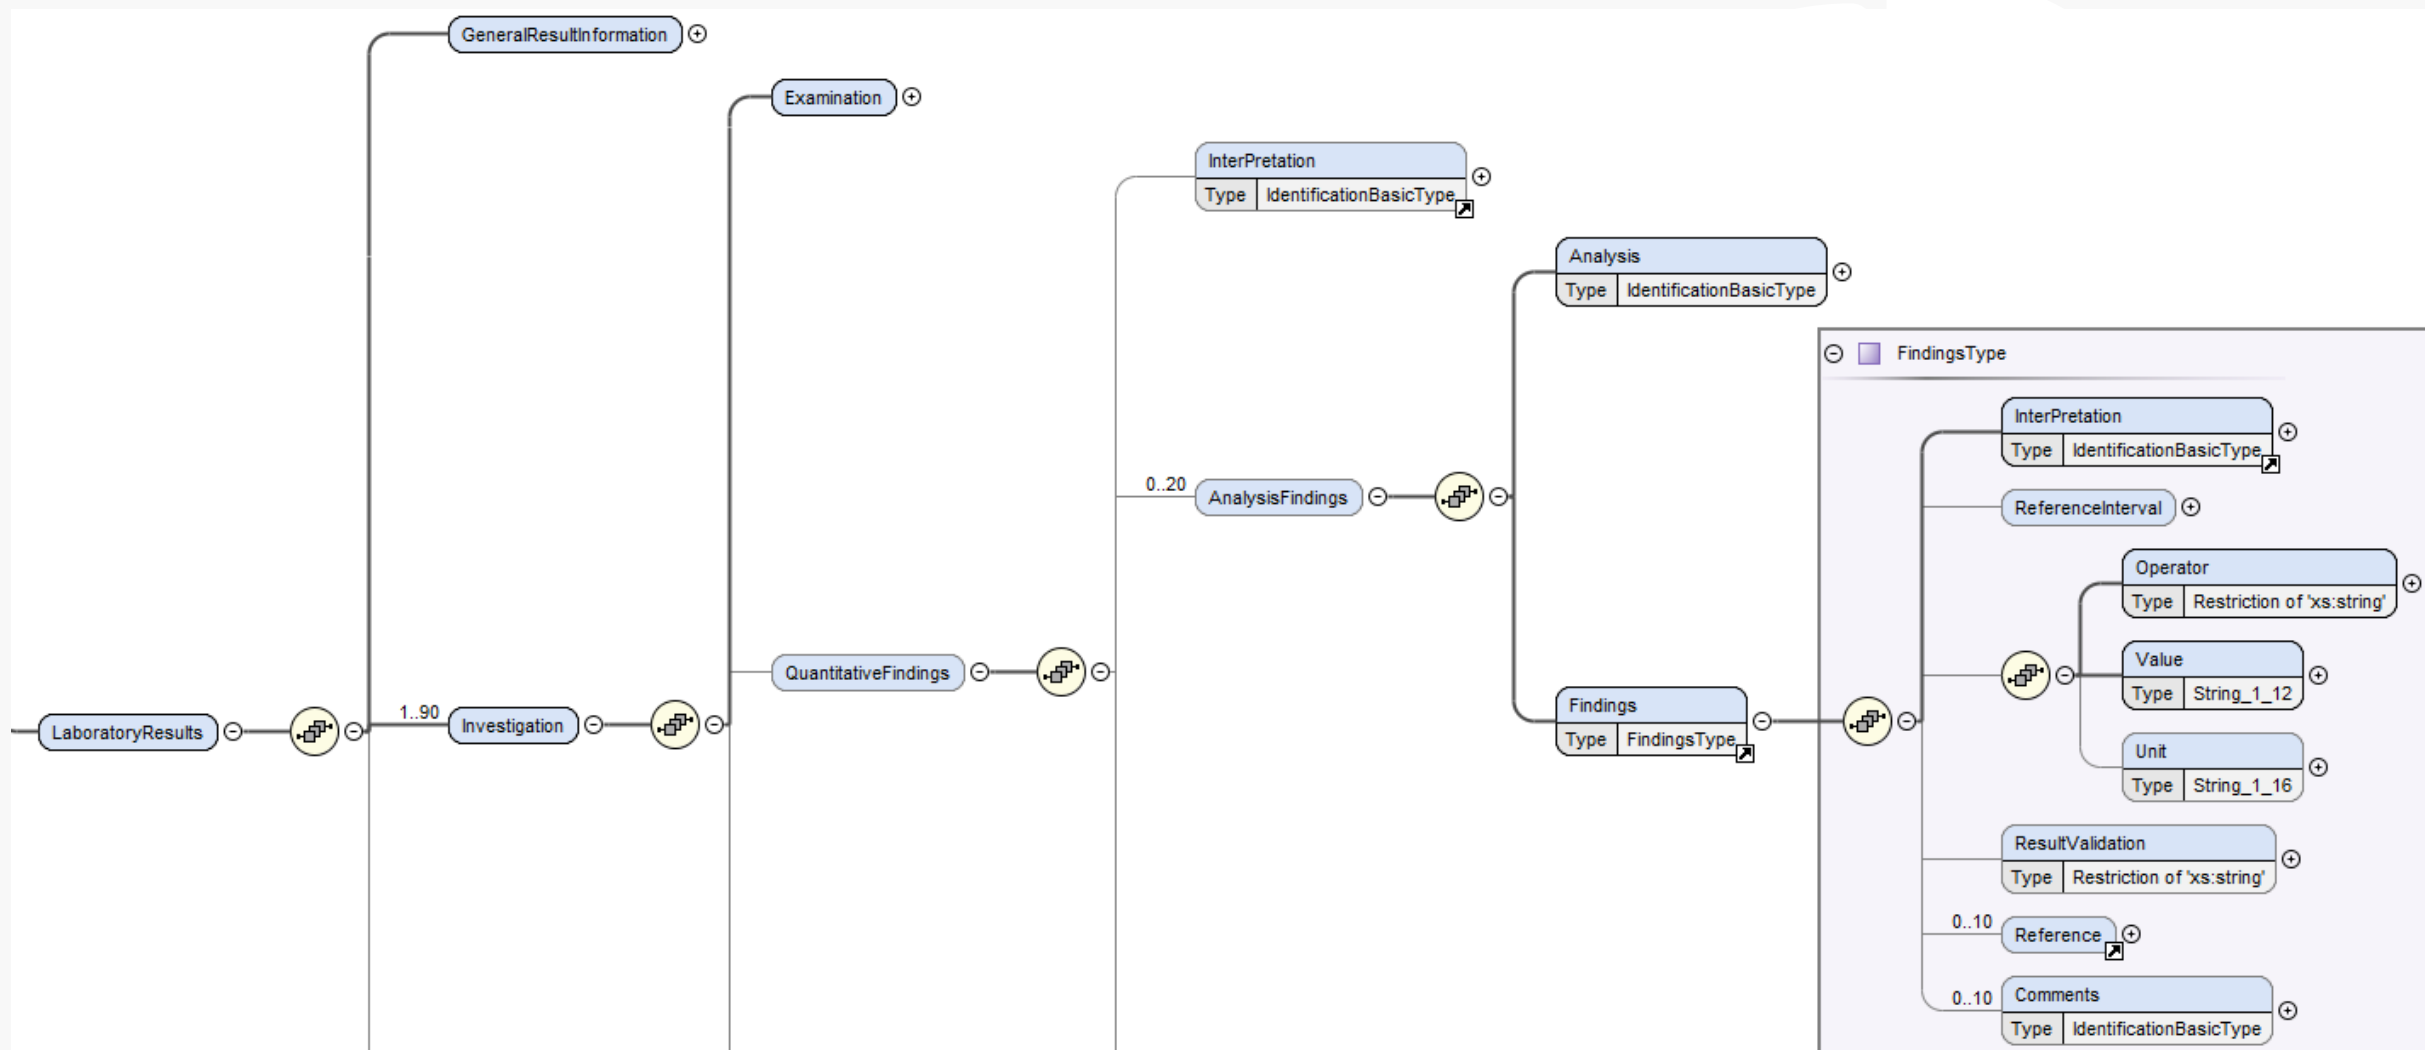 GeneralResultInformation
Examination
InterPretation
Type IdentificationBasicType
Analysis
Type IdentificationBasicType
FindingsType
InterPretation
Type IdentificationBasicType
0..20
AnalysisFindings
ReferenceInterval
Operator
Type Restriction of 'xs:string'
QuantitativeFindings
Value
Type String_1_12
1..90
LaboratoryResults
Investigation
Findings
Type FindingsType
Unit
Type String_1_16
ResultValidation
Type Restriction of 'xs:string'
0..10
Reference
0..10
Comments
Type IdentificationBasicType